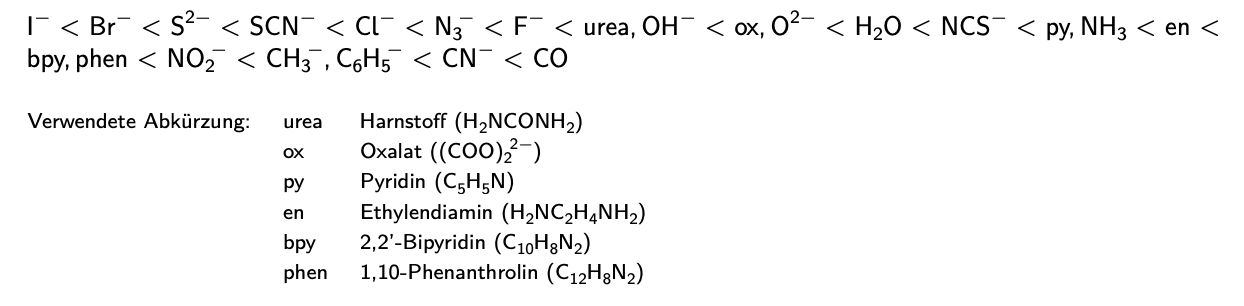 I⁻ < Br⁻ < S²⁻ < SCN⁻ < Cl⁻ < N₃⁻ < F⁻ < urea, OH⁻ < ox, O²⁻ < H₂O < NCS⁻ < py, NH₃ < en <
bpy, phen < NO₂⁻ < CH₃⁻, C₆H₅⁻ < CN⁻ < CO
Verwendete Abkürzung: urea Harnstoff (H₂NCONH₂)
ox Oxalat ((COO)₂²⁻)
py Pyridin (C₅H₅N)
en Ethylendiamin (H₂NC₂H₄NH₂)
bpy 2,2'-Bipyridin (C₁₀H₈N₂)
phen 1,10-Phenanthrolin (C₁₂H₈N₂)